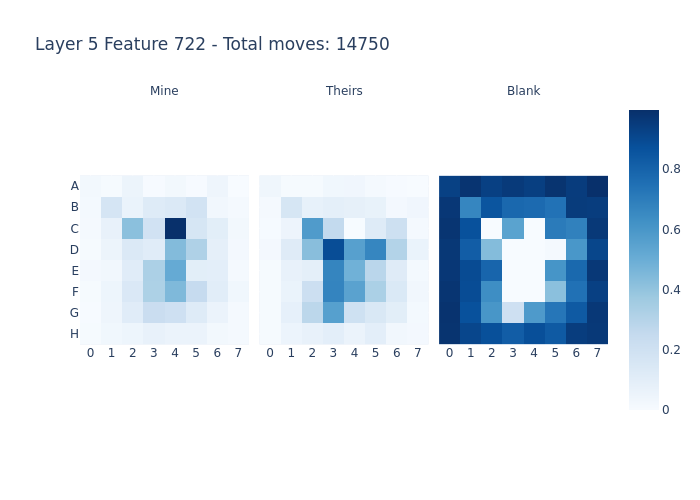 Layer 5 Feature 722 - Total moves: 14750
Mine
Theirs
Blank
A
B
C
D
E
F
G
H
0 1 2 3 4 5 6 7
0 1 2 3 4 5 6 7
0 1 2 3 4 5 6 7
0.8
0.6
0.4
0.2
0